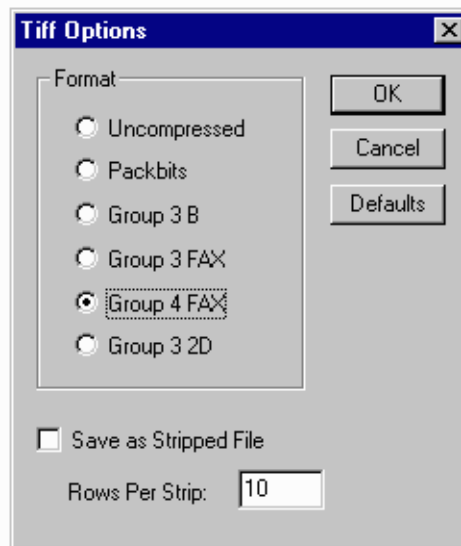 Tiff Options
Format
Uncompressed
Packbits
Group 3 B
Group 3 FAX
Group 4 FAX
Group 3 2D
OK
Cancel
Defaults
Save as Stripped File
Rows Per Strip: 10